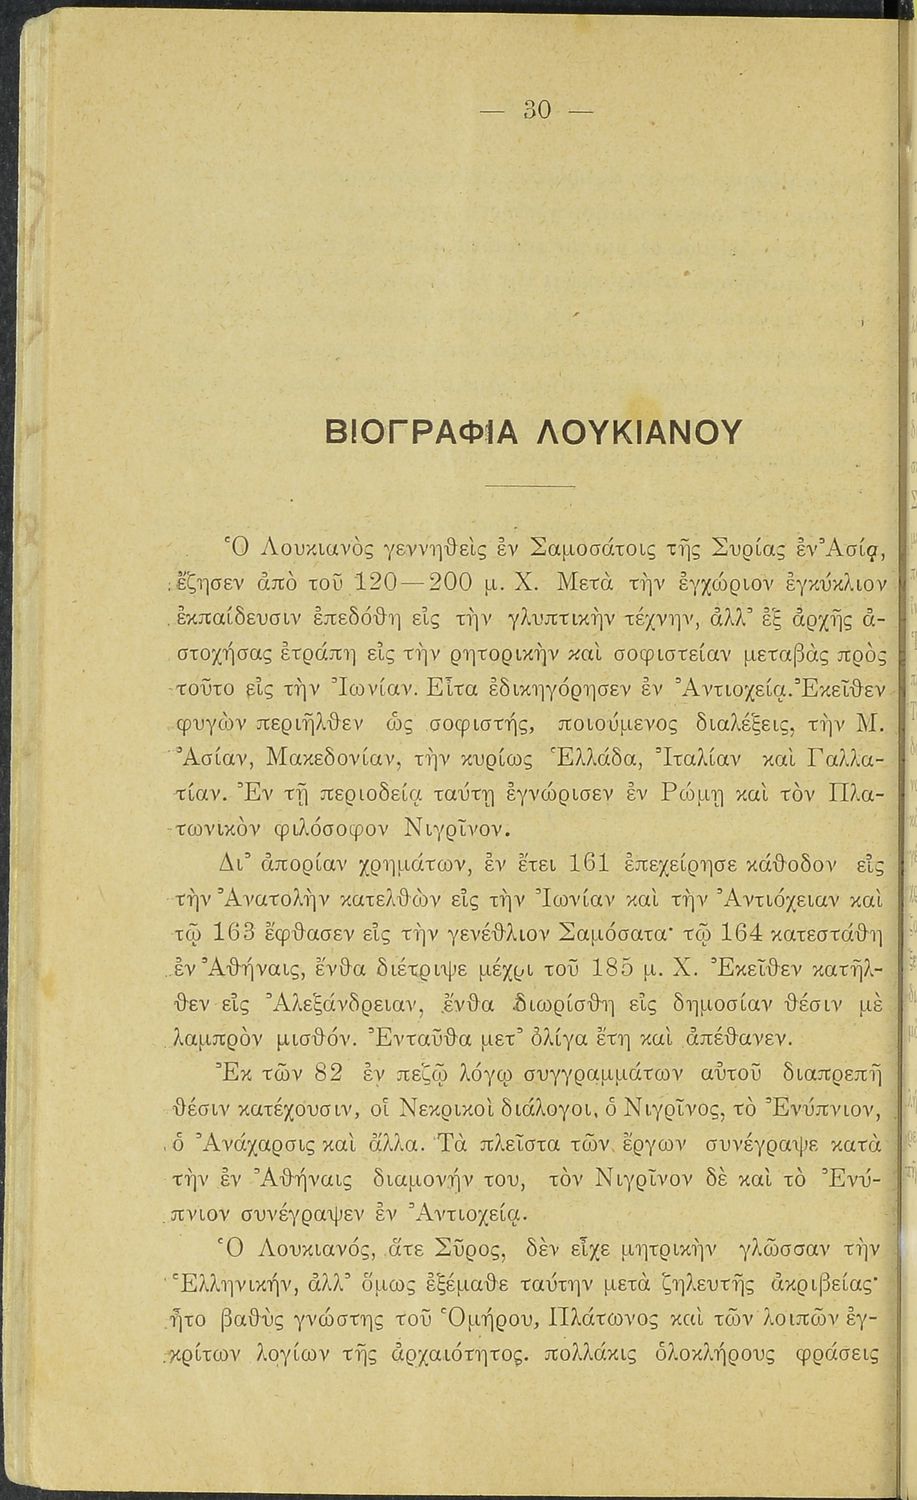 — 30 —
ΒΙΟΓΡΑΦΙΑ ΛΟΥΚΙΑΝΟΥ
Ὁ Λουκιανὸς γεννηθεὶς ἐν Σαμοσάτοις τῆς Συρίας ἐν Ἀσίᾳ,
ἔζησεν ἀπὸ τοῦ 120—200 μ. Χ. Μετὰ τὴν ἐγχώριον ἐγκύκλιον
ἐκπαίδευσιν ἐπεδόθη εἰς τὴν γλυπτικὴν τέχνην, ἀλλ' ἐξ ἀρχῆς ἀ-
στοχήσας ἐτράπη εἰς τὴν ρητορικὴν καὶ σοφιστείαν μεταβὰς πρὸς
τοῦτο εἰς τὴν Ἰωνίαν. Εἶτα ἐδικηγόρησεν ἐν Ἀντιοχείᾳ. Ἐκεῖθεν
φυγὼν περιῆλθεν ὡς σοφιστής, ποιούμενος διαλέξεις, τὴν Μ.
Ἀσίαν, Μακεδονίαν, τὴν κυρίως Ἑλλάδα, Ἰταλίαν καὶ Γαλλα-
τίαν. Ἐν τῇ περιοδείᾳ ταύτῃ ἐγνώρισεν ἐν Ρώμῃ καὶ τὸν Πλα-
τωνικὸν φιλόσοφον Νιγρῖνον.
Δι' ἀπορίαν χρημάτων, ἐν ἔτει 161 ἐπεχείρησε κάθοδον εἰς
τὴν Ἀνατολὴν κατελθὼν εἰς τὴν Ἰωνίαν καὶ τὴν Ἀντιόχειαν καὶ
τῷ 163 ἔφθασεν εἰς τὴν γενέθλιον Σαμόσατα· τῷ 164 κατεστάθη
ἐν Ἀθήναις, ἔνθα διέτριψε μέχρι τοῦ 185 μ. Χ. Ἐκεῖθεν κατῆλ-
θεν εἰς Ἀλεξάνδρειαν, ἔνθα διωρίσθη εἰς δημοσίαν θέσιν μὲ
λαμπρὸν μισθόν. Ἐνταῦθα μετ' ὀλίγα ἔτη καὶ ἀπέθανεν.
Ἐκ τῶν 82 ἐν πεζῷ λόγῳ συγγραμμάτων αὐτοῦ διαπρεπῆ
θέσιν κατέχουσιν, οἱ Νεκρικοὶ διάλογοι, ὁ Νιγρῖνος, τὸ Ἐνύπνιον,
ὁ Ἀνάχαρσις καὶ ἄλλα. Τὰ πλεῖστα τῶν ἔργων συνέγραψε κατὰ
τὴν ἐν Ἀθήναις διαμονήν του, τὸν Νιγρῖνον δὲ καὶ τὸ Ἐνύ-
πνιον συνέγραψεν ἐν Ἀντιοχείᾳ.
Ὁ Λουκιανός, ἅτε Σῦρος, δὲν εἶχε μητρικὴν γλῶσσαν τὴν
Ἑλληνικήν, ἀλλ' ὅμως ἐξέμαθε ταύτην μετὰ ζηλευτῆς ἀκριβείας·
ἦτο βαθὺς γνώστης τοῦ Ὁμήρου, Πλάτωνος καὶ τῶν λοιπῶν ἐγ-
κρίτων λογίων τῆς ἀρχαιότητος. πολλάκις ὁλοκλήρους φράσεις